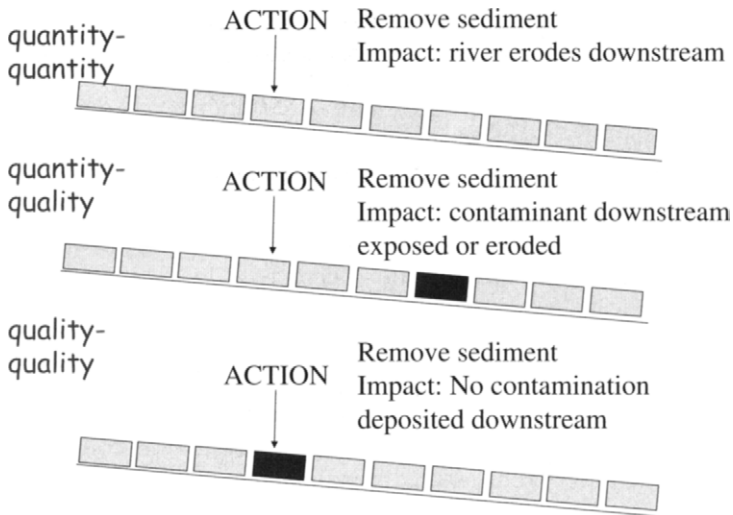 quantity-
quantity
ACTION
Remove sediment
Impact: river erodes downstream
quantity-
quality
ACTION
Remove sediment
Impact: contaminant downstream
exposed or eroded
quality-
quality
ACTION
Remove sediment
Impact: No contamination
deposited downstream